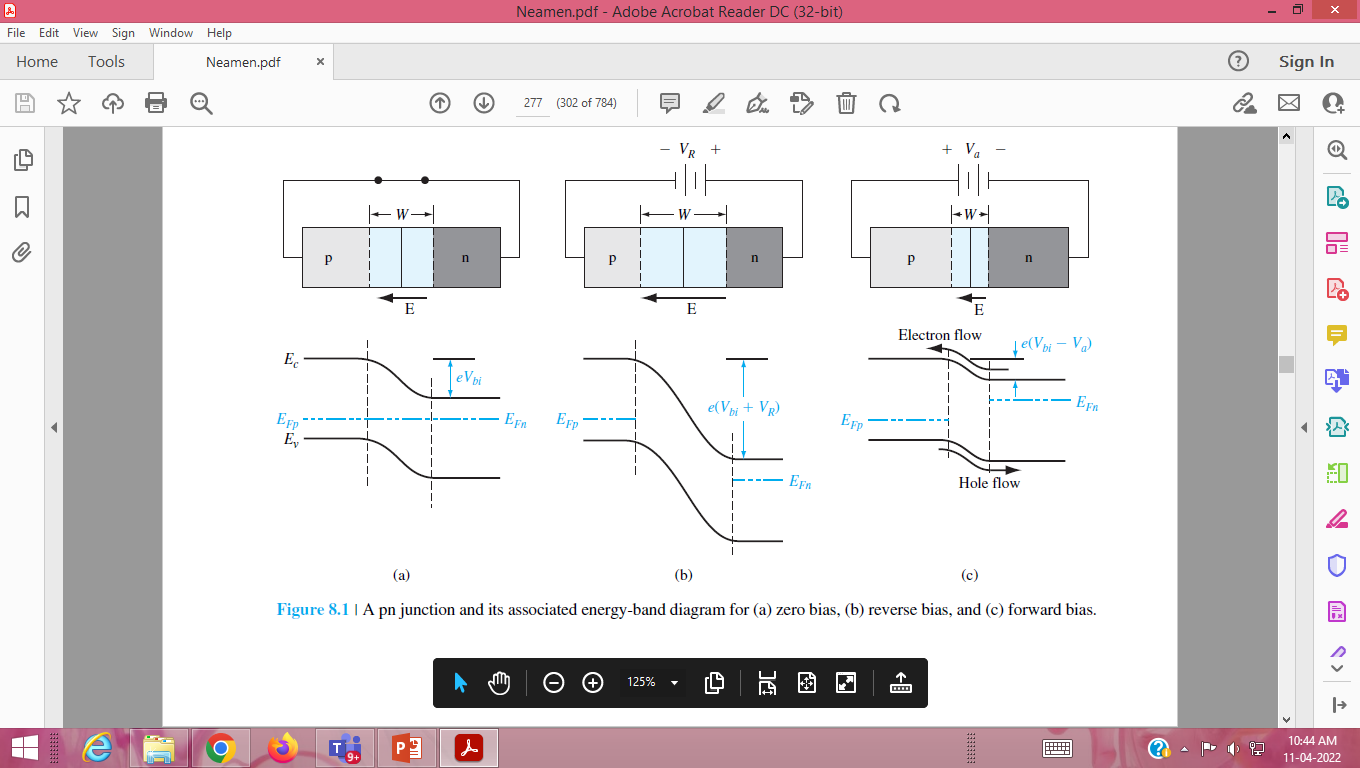 Neamen.pdf - Adobe Acrobat Reader DC (32-bit)
File Edit View Sign Window Help
Home Tools Neamen.pdf × Sign In
277 (302 of 784)
− V_R + + V_a −
W W W
p n p n p n
E E E
Electron flow
E_c eV_bi e(V_bi + V_R) e(V_bi − V_a)
E_Fp E_Fn E_Fp E_Fn E_Fp E_Fn
E_v
Hole flow
(a) (b) (c)
Figure 8.1 | A pn junction and its associated energy-band diagram for (a) zero bias, (b) reverse bias, and (c) forward bias.
125%
9+
10:44 AM
11-04-2022